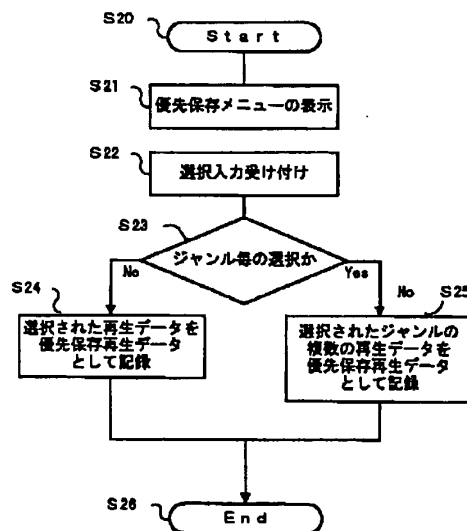 S20
Start
S21
優先保存メニューの表示
S22
選択入力受け付け
S23
ジャンル毎の選択か
No
Yes
S24
No
S25
選択された再生データを
優先保存再生データ
として記録
選択されたジャンルの
複数の再生データを
優先保存再生データ
として記録
S26
End